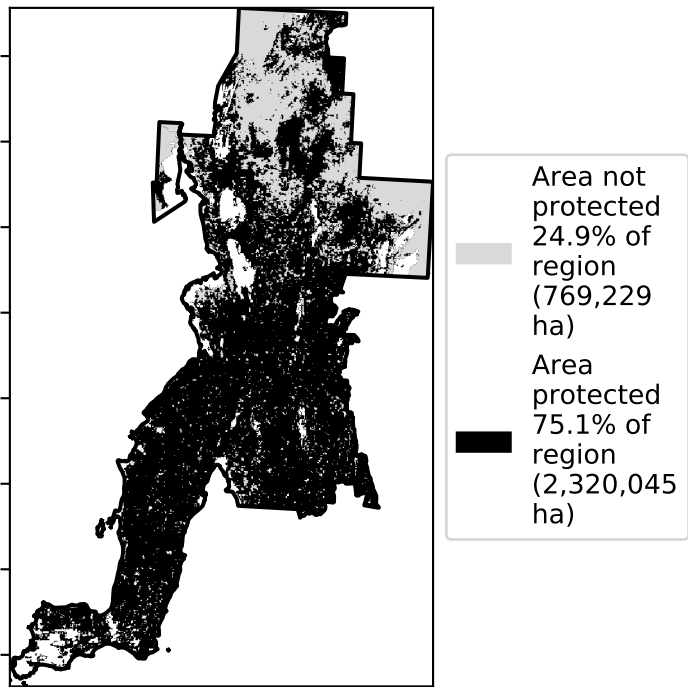 Area not
protected
24.9% of
region
(769,229
ha)
Area
protected
75.1% of
region
(2,320,045
ha)